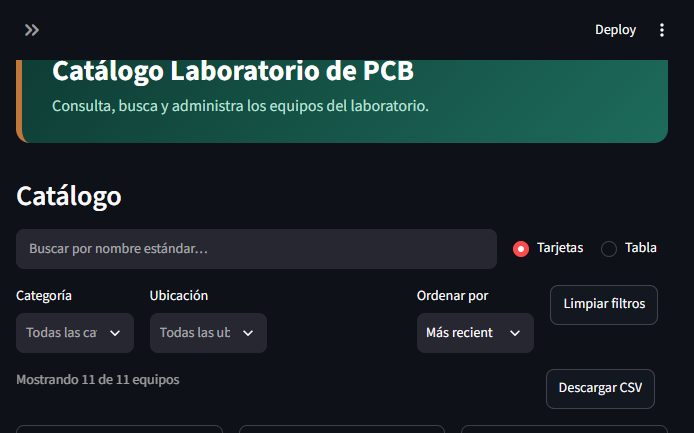 Deploy
Catálogo Laboratorio de PCB
Consulta, busca y administra los equipos del laboratorio.
Catálogo
Buscar por nombre estándar...
Tarjetas
Tabla
Categoría
Ubicación
Ordenar por
Limpiar filtros
Todas las ca
Todas las ub
Más recient
Mostrando 11 de 11 equipos
Descargar CSV